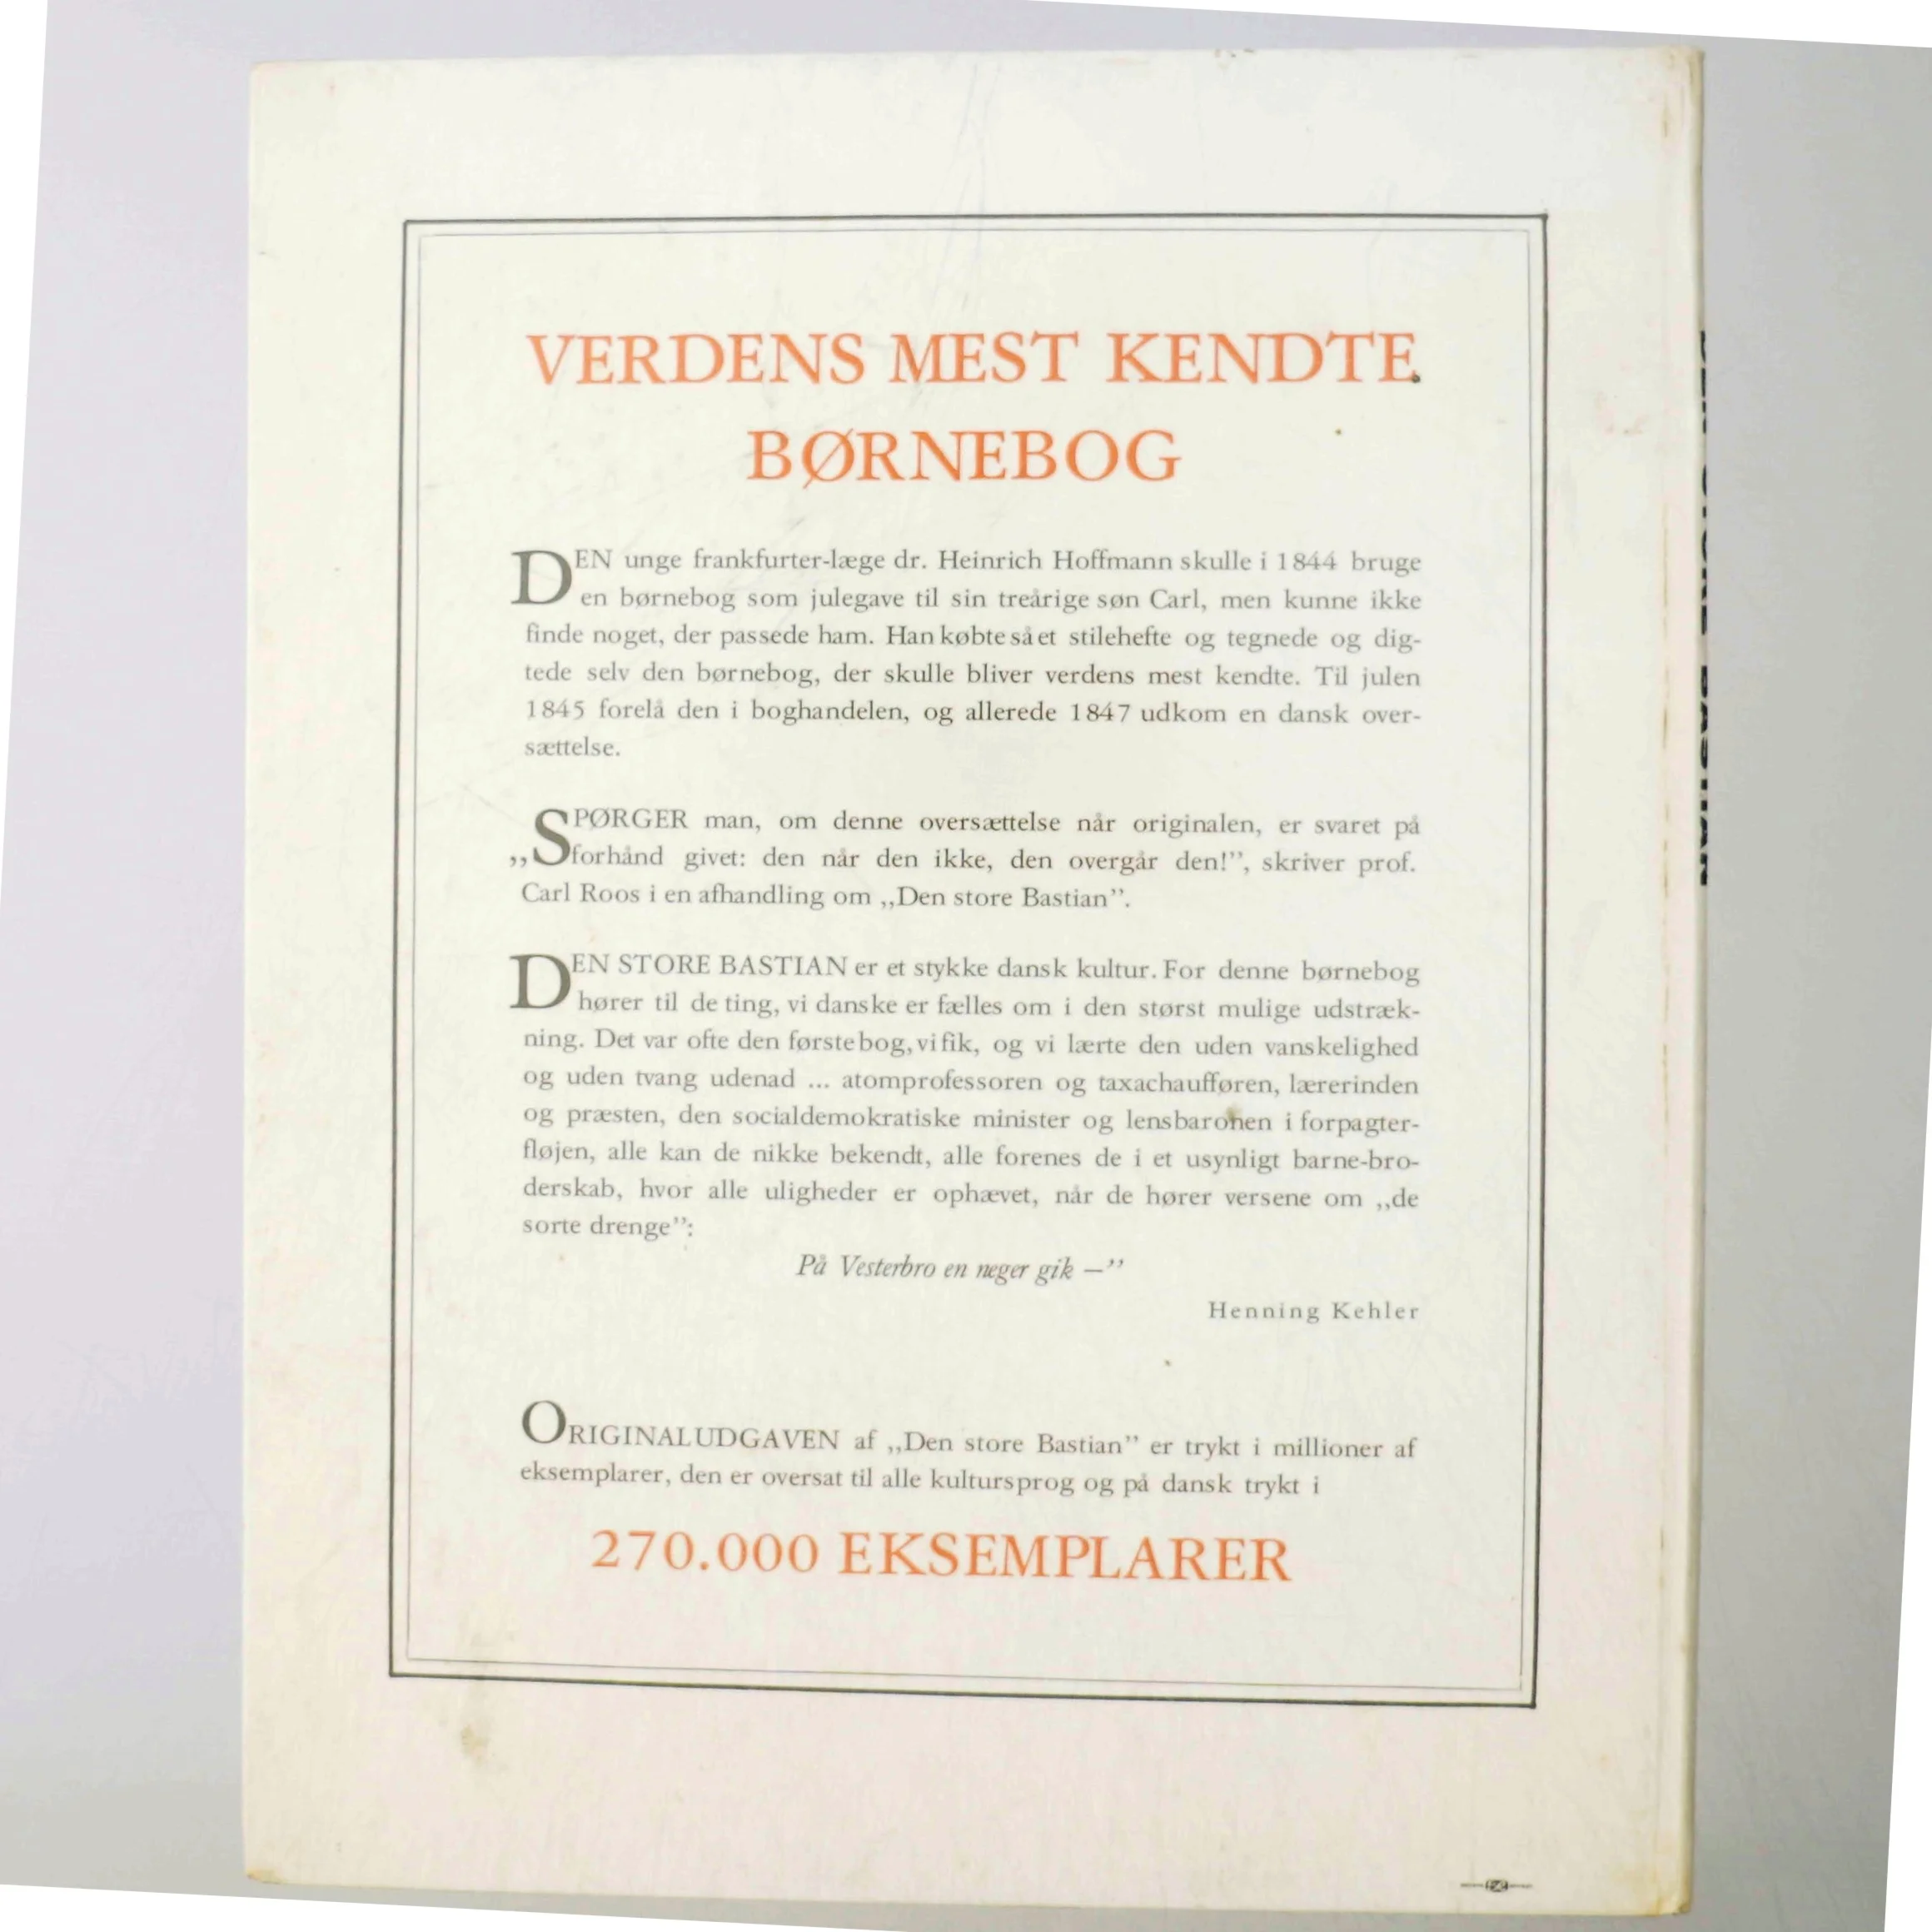 VERDENS MEST KENDTE
BØRNEBOG
DEN unge frankfurter-læge dr. Heinrich Hoffmann skulle i 1844 bruge
en børnebog som julegave til sin treårige søn Carl, men kunne ikke
finde noget, der passede ham. Han købte så et stilehefte og tegnede og dig-
tede selv den børnebog, der skulle bliver verdens mest kendte. Til julen
1845 forelå den i boghandelen, og allerede 1847 udkom en dansk over-
sættelse.
„SPØRGER man, om denne oversættelse når originalen, er svaret på
forhånd givet: den når den ikke, den overgår den!”, skriver prof.
Carl Roos i en afhandling om „Den store Bastian”.
DEN STORE BASTIAN er et stykke dansk kultur. For denne børnebog
hører til de ting, vi danske er fælles om i den størst mulige udstræk-
ning. Det var ofte den første bog, vi fik, og vi lærte den uden vanskelighed
og uden tvang udenad ... atomprofessoren og taxachaufføren, lærerinden
og præsten, den socialdemokratiske minister og lensbaronen i forpagter-
fløjen, alle kan de nikke bekendt, alle forenes de i et usynligt barne-bro-
derskab, hvor alle uligheder er ophævet, når de hører versene om „de
sorte drenge”:
På Vesterbro en neger gik —”
Henning Kehler
ORIGINALUDGAVEN af „Den store Bastian” er trykt i millioner af
eksemplarer, den er oversat til alle kultursprog og på dansk trykt i
270.000 EKSEMPLARER
DEN STORE BASTIAN